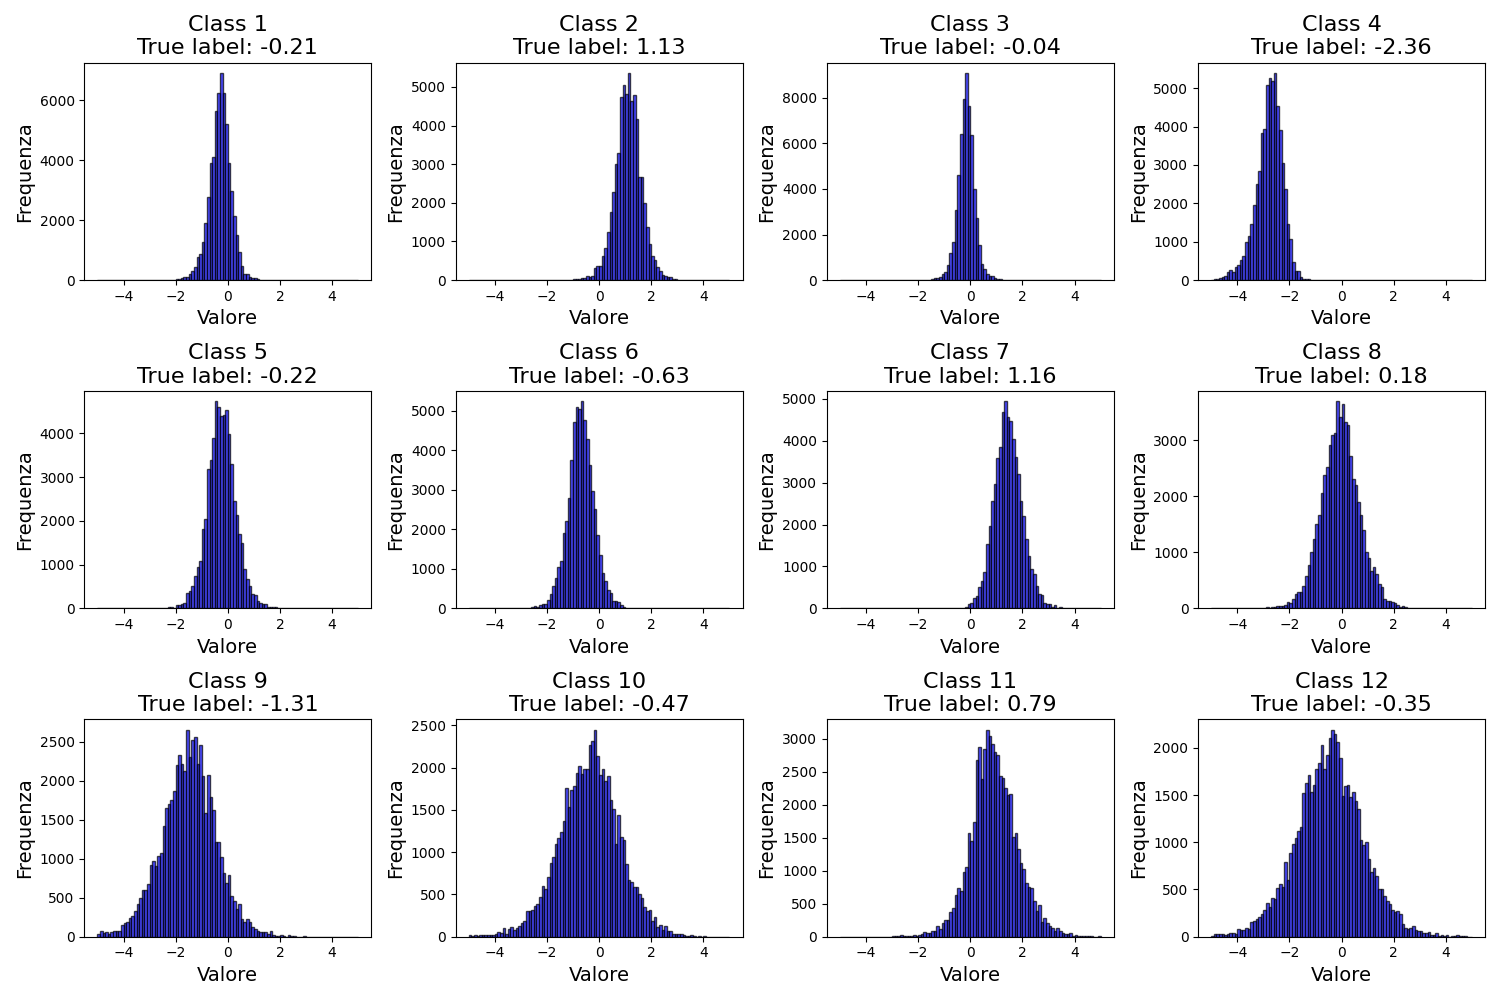 Class 1
True label: -0.21
Class 2
True label: 1.13
Class 3
True label: -0.04
Class 4
True label: -2.36
Frequenza
6000
4000
2000
0
−4 −2 0 2 4
Valore
Frequenza
5000
4000
3000
2000
1000
0
−4 −2 0 2 4
Valore
Frequenza
8000
6000
4000
2000
0
−4 −2 0 2 4
Valore
Frequenza
5000
4000
3000
2000
1000
0
−4 −2 0 2 4
Valore
Class 5
True label: -0.22
Class 6
True label: -0.63
Class 7
True label: 1.16
Class 8
True label: 0.18
Frequenza
4000
3000
2000
1000
0
−4 −2 0 2 4
Valore
Frequenza
5000
4000
3000
2000
1000
0
−4 −2 0 2 4
Valore
Frequenza
5000
4000
3000
2000
1000
0
−4 −2 0 2 4
Valore
Frequenza
3000
2000
1000
0
−4 −2 0 2 4
Valore
Class 9
True label: -1.31
Class 10
True label: -0.47
Class 11
True label: 0.79
Class 12
True label: -0.35
Frequenza
2500
2000
1500
1000
500
0
−4 −2 0 2 4
Valore
Frequenza
2500
2000
1500
1000
500
0
−4 −2 0 2 4
Valore
Frequenza
3000
2500
2000
1500
1000
500
0
−4 −2 0 2 4
Valore
Frequenza
2000
1500
1000
500
0
−4 −2 0 2 4
Valore